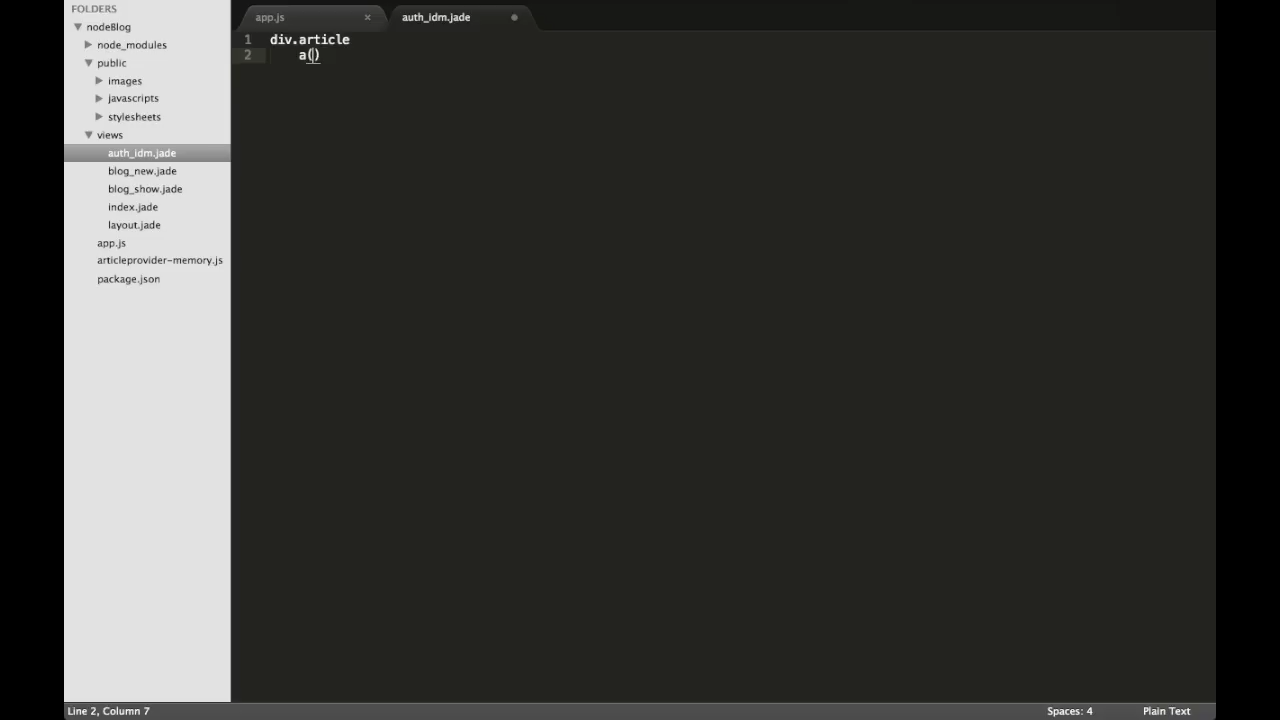 FOLDERS
nodeBlog
node_modules
public
images
javascripts
stylesheets
views
auth_idm.jade
blog_new.jade
blog_show.jade
index.jade
layout.jade
app.js
articleprovider-memory.js
package.json
app.js ×
auth_idm.jade
1 div.article
2 a()
Line 2, Column 7
Spaces: 4
Plain Text